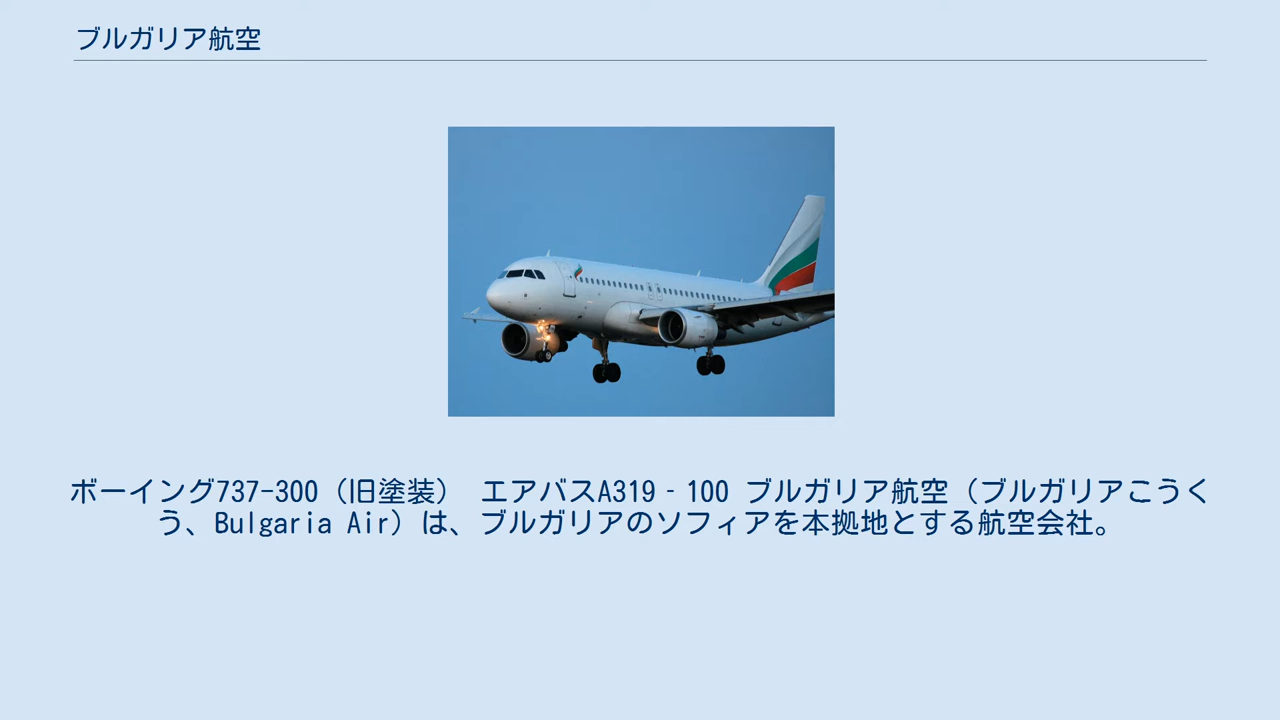 ブルガリア航空
ボーイング737-300（旧塗装） エアバスA319‐100 ブルガリア航空（ブルガリアこうく
う、Bulgaria Air）は、ブルガリアのソフィアを本拠地とする航空会社。